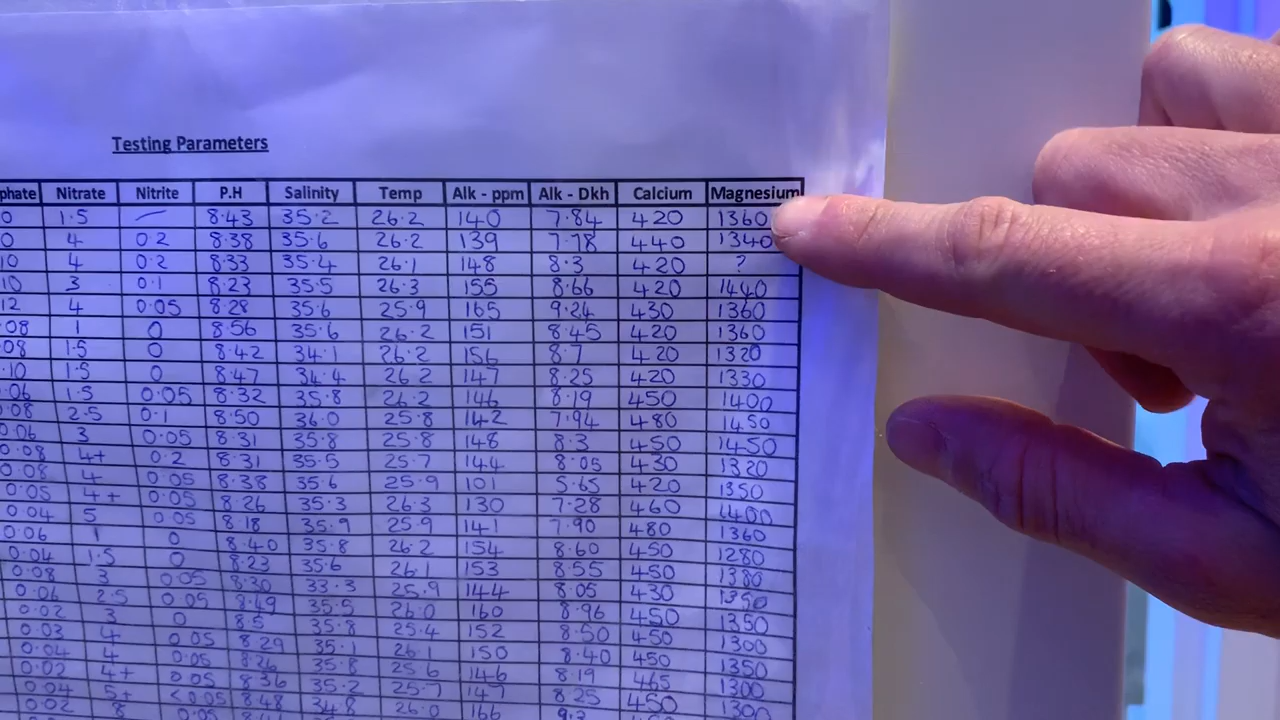 Testing Parameters
phate Nitrate Nitrite P.H Salinity Temp Alk - ppm Alk - Dkh Calcium Magnesium
0 1.5 — 8.43 35.2 26.2 140 7.84 420 1360
0 4 0.2 8.38 35.6 26.2 139 7.78 440 1340
10 4 0.2 8.33 35.4 26.1 148 8.3 420 ?
10 3 0.1 8.23 35.5 26.3 155 8.66 420 1440
12 4 0.05 8.28 35.6 25.9 165 9.24 430 1360
08 1 0 8.56 35.6 26.2 151 8.45 420 1360
08 1.5 0 8.42 34.1 26.2 156 8.7 420 1320
.10 1.5 0 8.47 34.4 26.2 147 8.25 420 1330
.06 1.5 0.05 8.32 35.8 26.2 146 8.19 450 1400
0.08 2.5 0.1 8.50 36.0 25.8 142 7.94 480 1450
0.06 3 0.05 8.31 35.8 25.8 148 8.3 450 1450
0.08 4+ 0.2 8.31 35.5 25.7 144 8.05 430 1320
0.08 4 0.05 8.38 35.6 25.9 101 5.65 420 1350
0.05 4+ 0.05 8.26 35.3 26.3 130 7.28 460 1400
0.04 5 0.05 8.18 35.9 25.9 141 7.90 480 1360
0.06 1 0 8.40 35.8 26.2 154 8.60 450 1280
0.04 1.5 0 8.23 35.6 26.1 153 8.55 450 1380
0.08 3 0.05 8.30 33.3 25.9 144 8.05 430 1350
0.06 2.5 0.05 8.49 35.5 26.0 160 8.96 450 1350
0.02 3 0 8.5 35.8 25.4 152 8.50 450 1300
0.03 4 0.05 8.29 35.1 26.1 150 8.40 450 1350
0.04 4 0.05 8.26 35.8 25.6 146 8.19 465 1300
0.02 4+ 0.05 8.36 35.2 25.7 147 8.25 450 1300
0.04 5+ <0.05 8.48 34.8 26.0 166 9.3
0.02 8 0.05